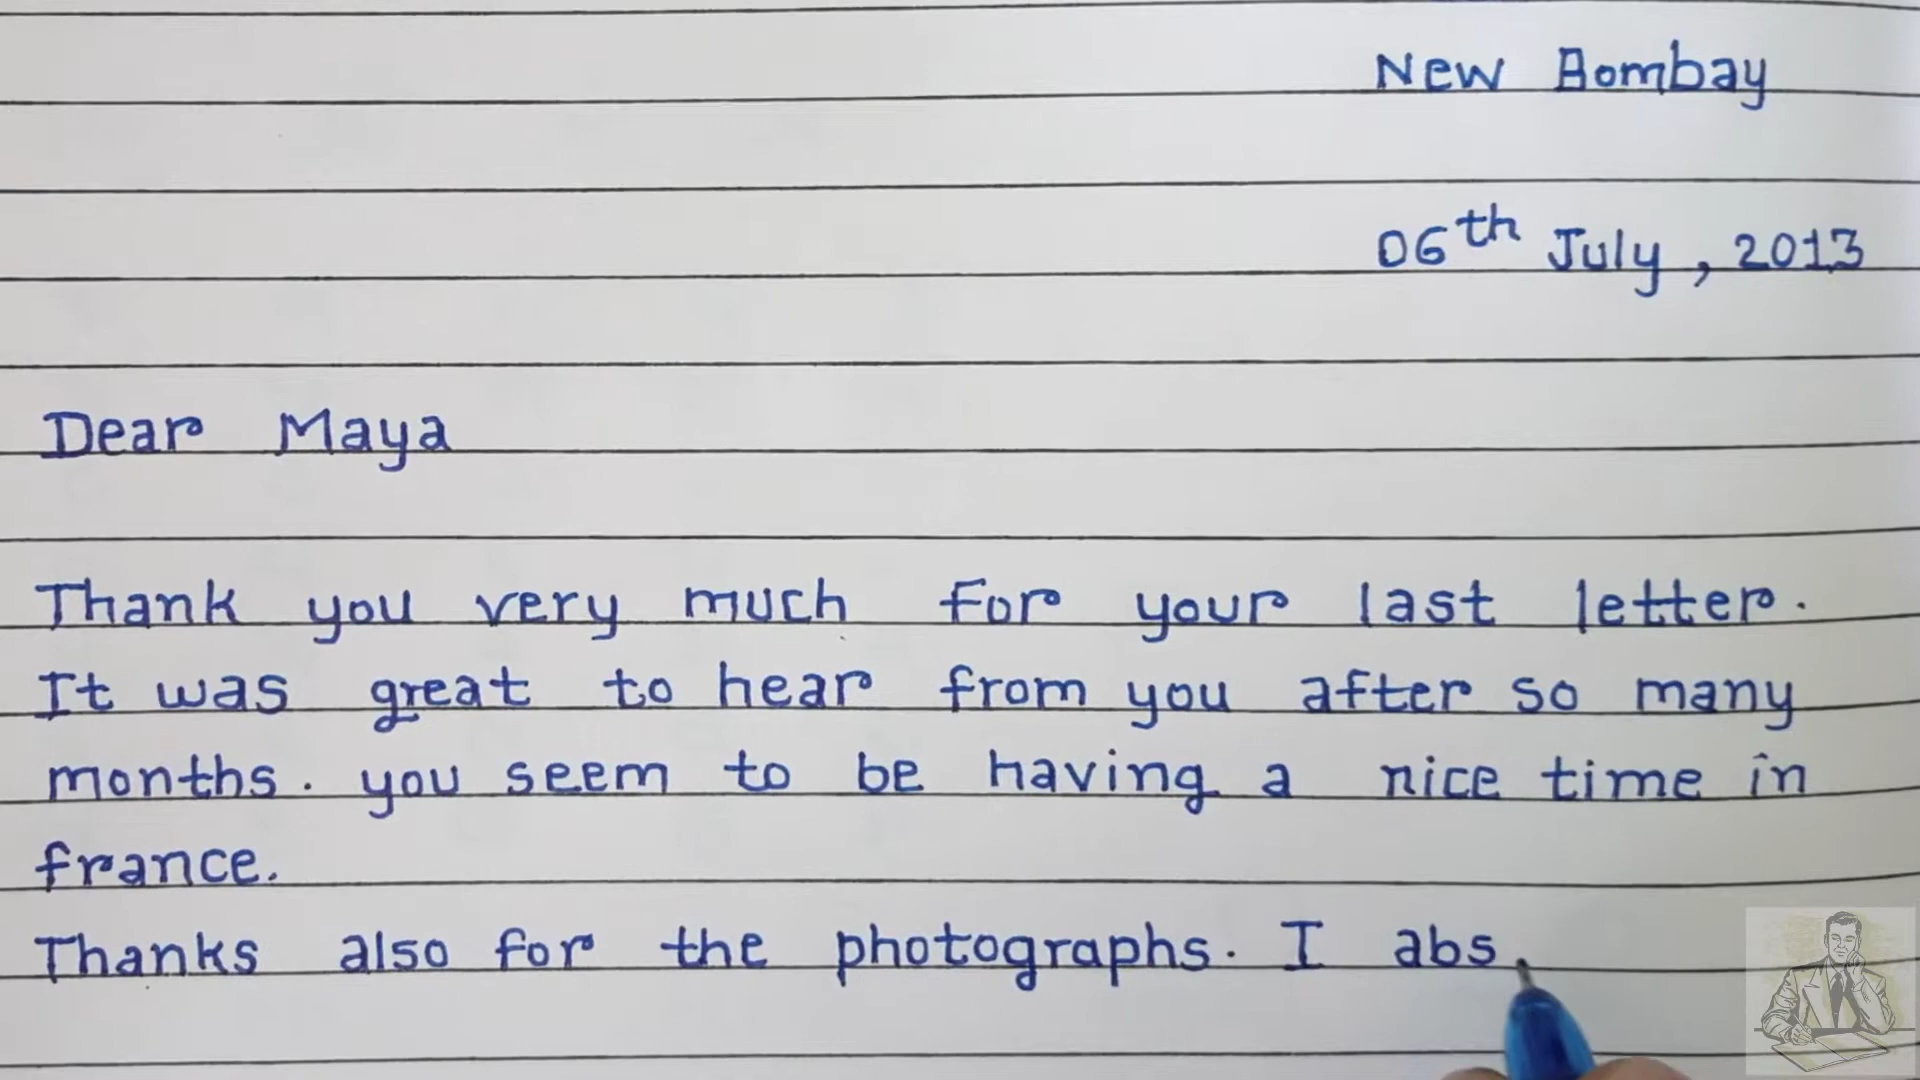 New Bombay
06th July, 2013
Dear Maya
Thank you very much for your last letter.
It was great to hear from you after so many
months. you seem to be having a nice time in
france.
Thanks also for the photographs. I abs